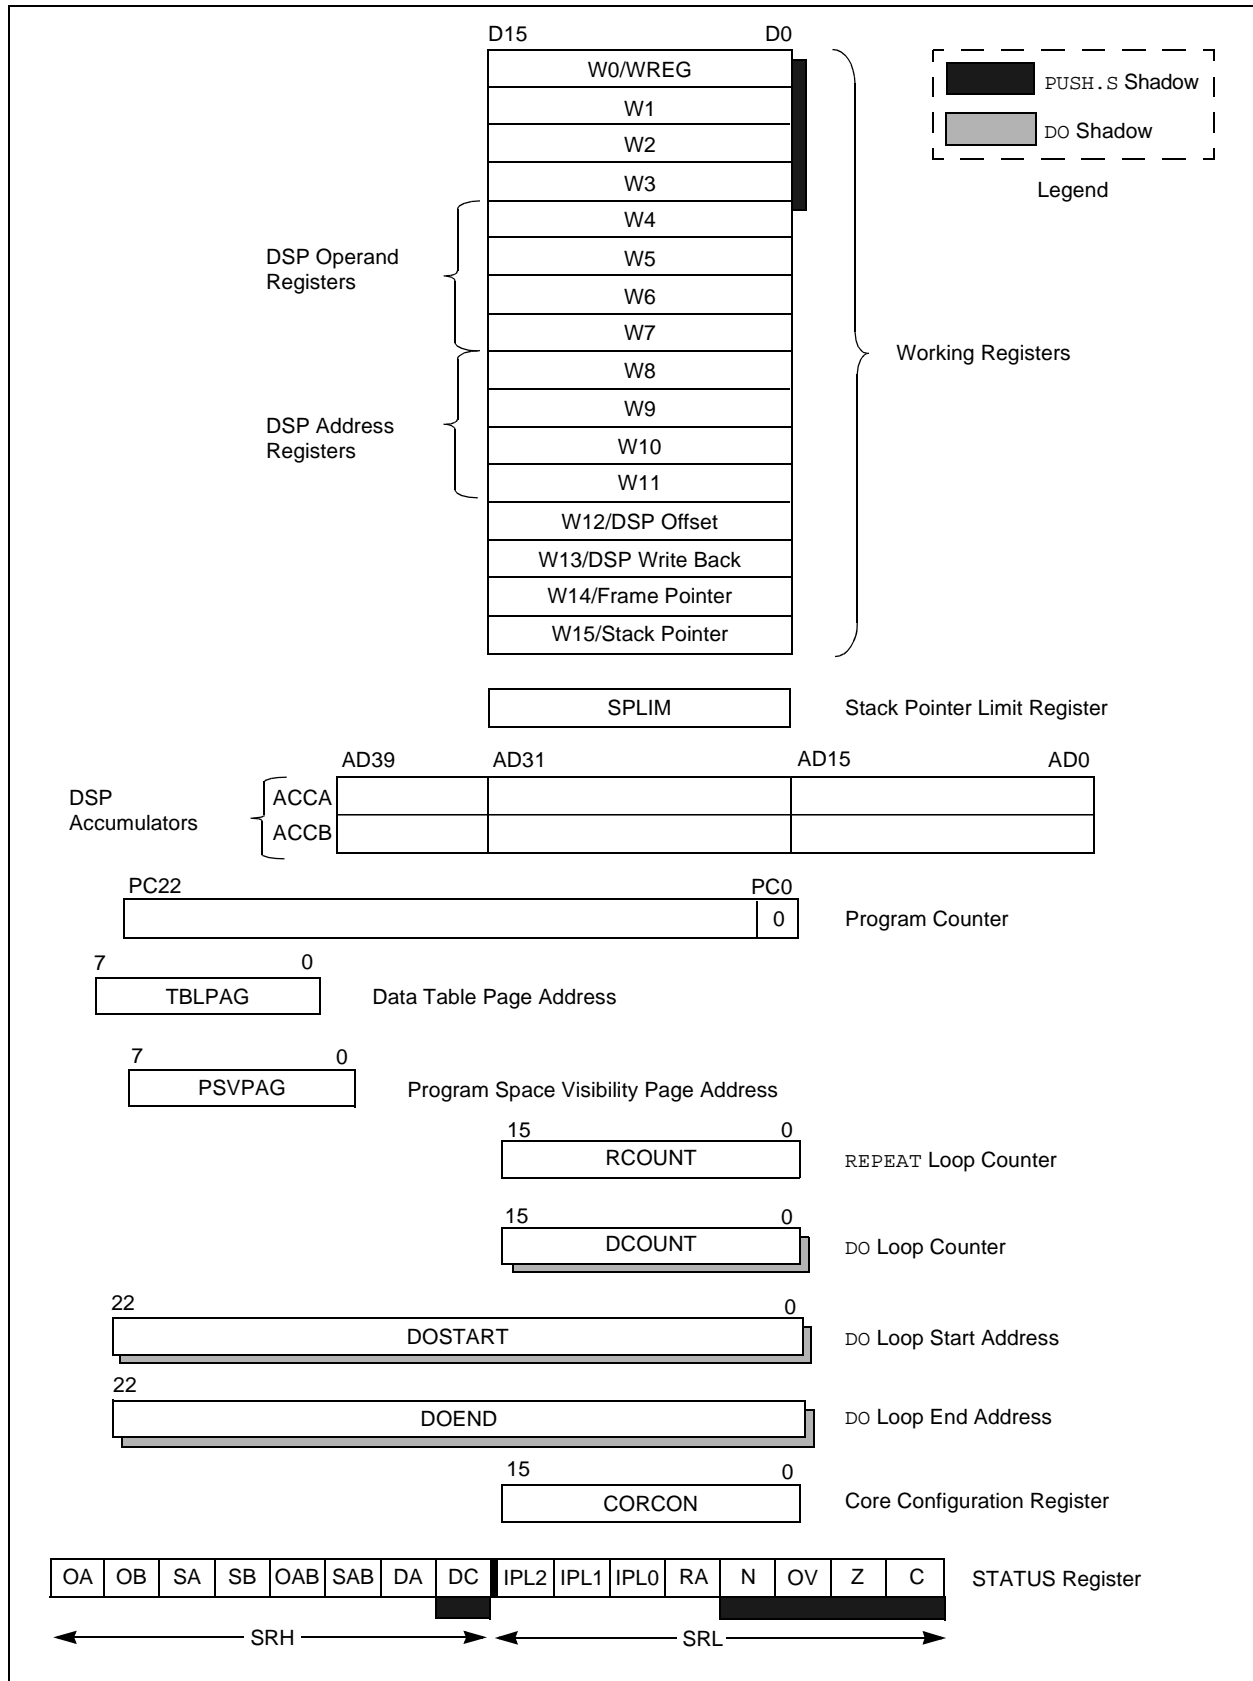 D15 D0
W0/WREG
W1
W2
W3
W4
W5
W6
W7
W8
W9
W10
W11
W12/DSP Offset
W13/DSP Write Back
W14/Frame Pointer
W15/Stack Pointer
PUSH.S Shadow
DO Shadow
Legend
DSP Operand
Registers
DSP Address
Registers
Working Registers
SPLIM Stack Pointer Limit Register
AD39 AD31 AD15 AD0
DSP
Accumulators
ACCA
ACCB
PC22 PC0
0 Program Counter
7 0
TBLPAG Data Table Page Address
7 0
PSVPAG Program Space Visibility Page Address
15 0
RCOUNT REPEAT Loop Counter
15 0
DCOUNT DO Loop Counter
22 0
DOSTART DO Loop Start Address
22
DOEND DO Loop End Address
15 0
CORCON Core Configuration Register
OA OB SA SB OAB SAB DA DC IPL2 IPL1 IPL0 RA N OV Z C STATUS Register
SRH SRL